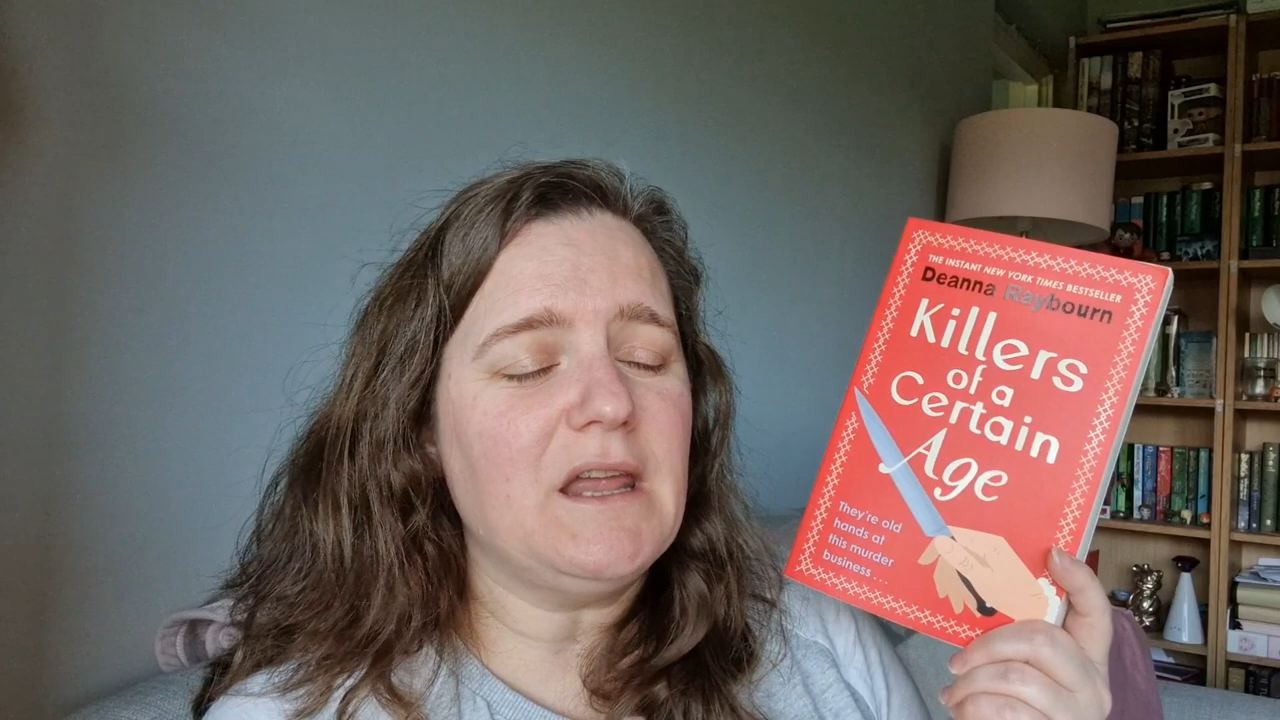 THE INSTANT NEW YORK TIMES BESTSELLER
Deanna Raybourn
Killers
of a
Certain
Age
They're old
hands at
this murder
business ...